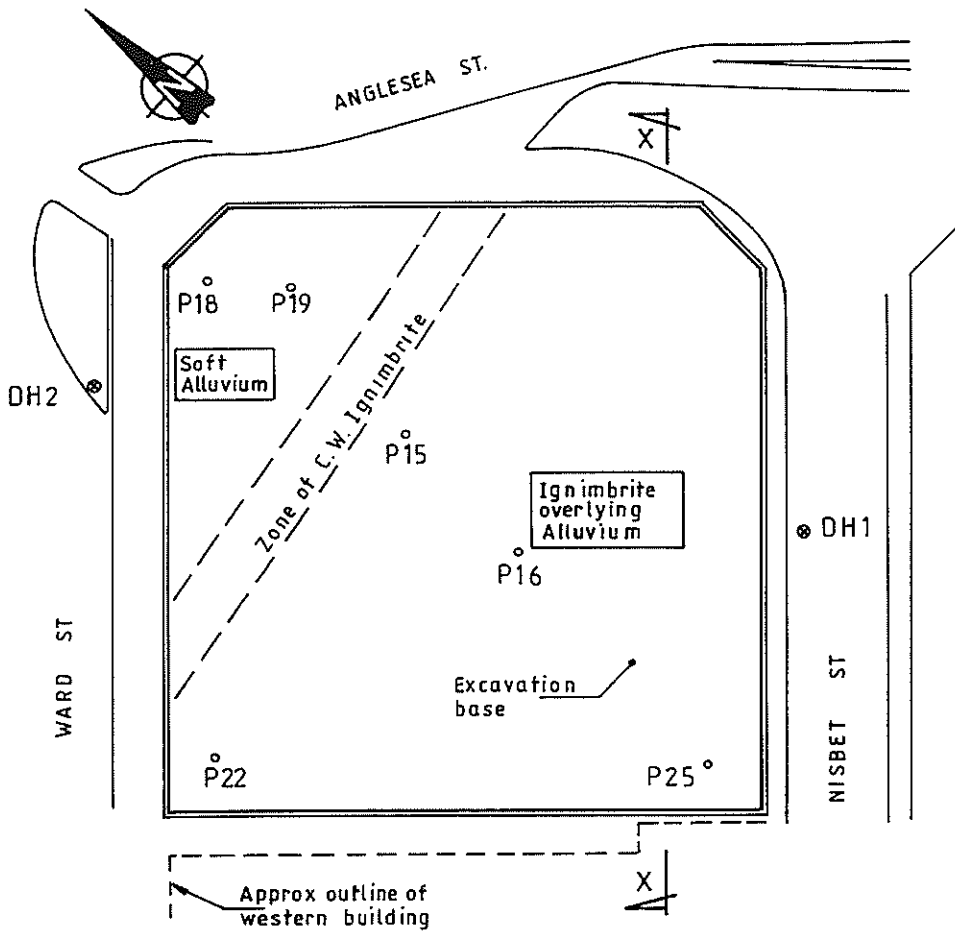 N
ANGLESEA ST.
X
P18
P19
Soft
Alluvium
DH2
Zone of C.W. Ignimbrite
P15
Ignimbrite
overlying
Alluvium
DH1
P16
WARD ST
Excavation
base
NISBET ST
P22
P25
X
Approx outline of
western building